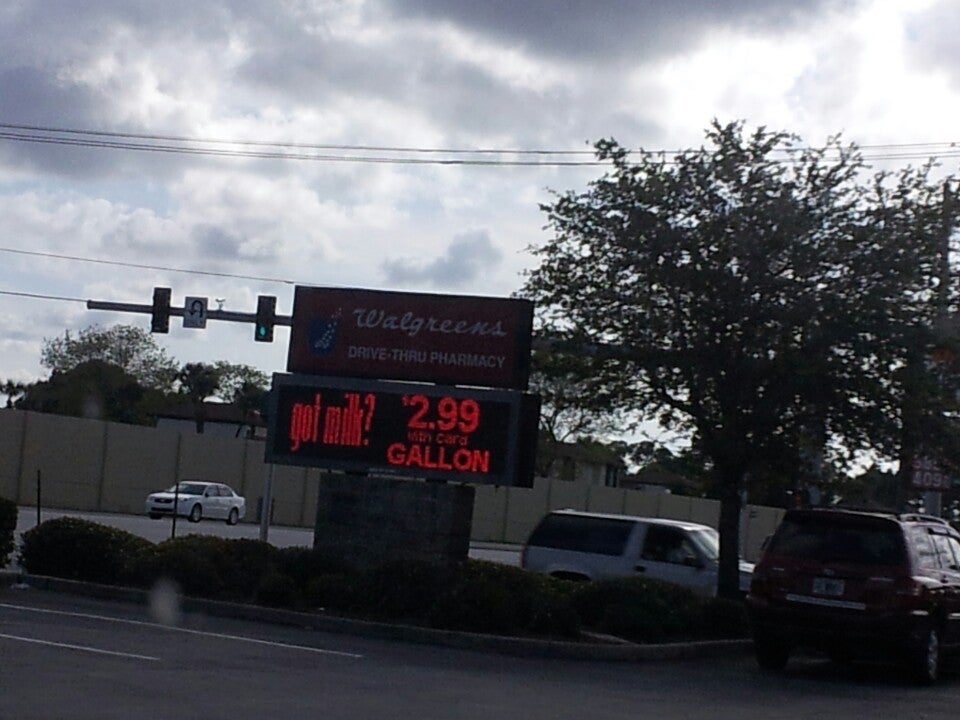 Walgreens
DRIVE-THRU PHARMACY
got milk?
$2.99
with card
GALLON